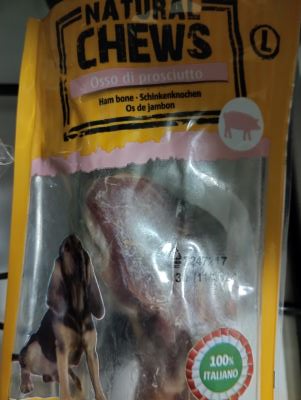 NATURAL
CHEWS
L
Osso di prosciutto
Ham bone · Schinkenknochen
Os de jambon
100%
ITALIANO